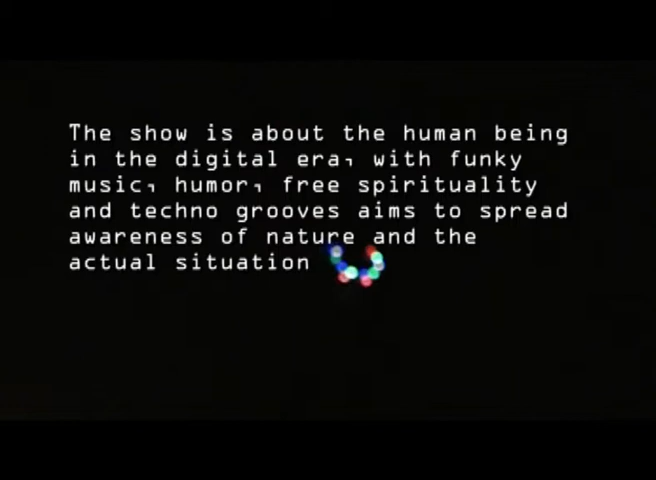 The show is about the human being
in the digital era, with funky
music, humor, free spirituality
and techno grooves aims to spread
awareness of nature and the
actual situation